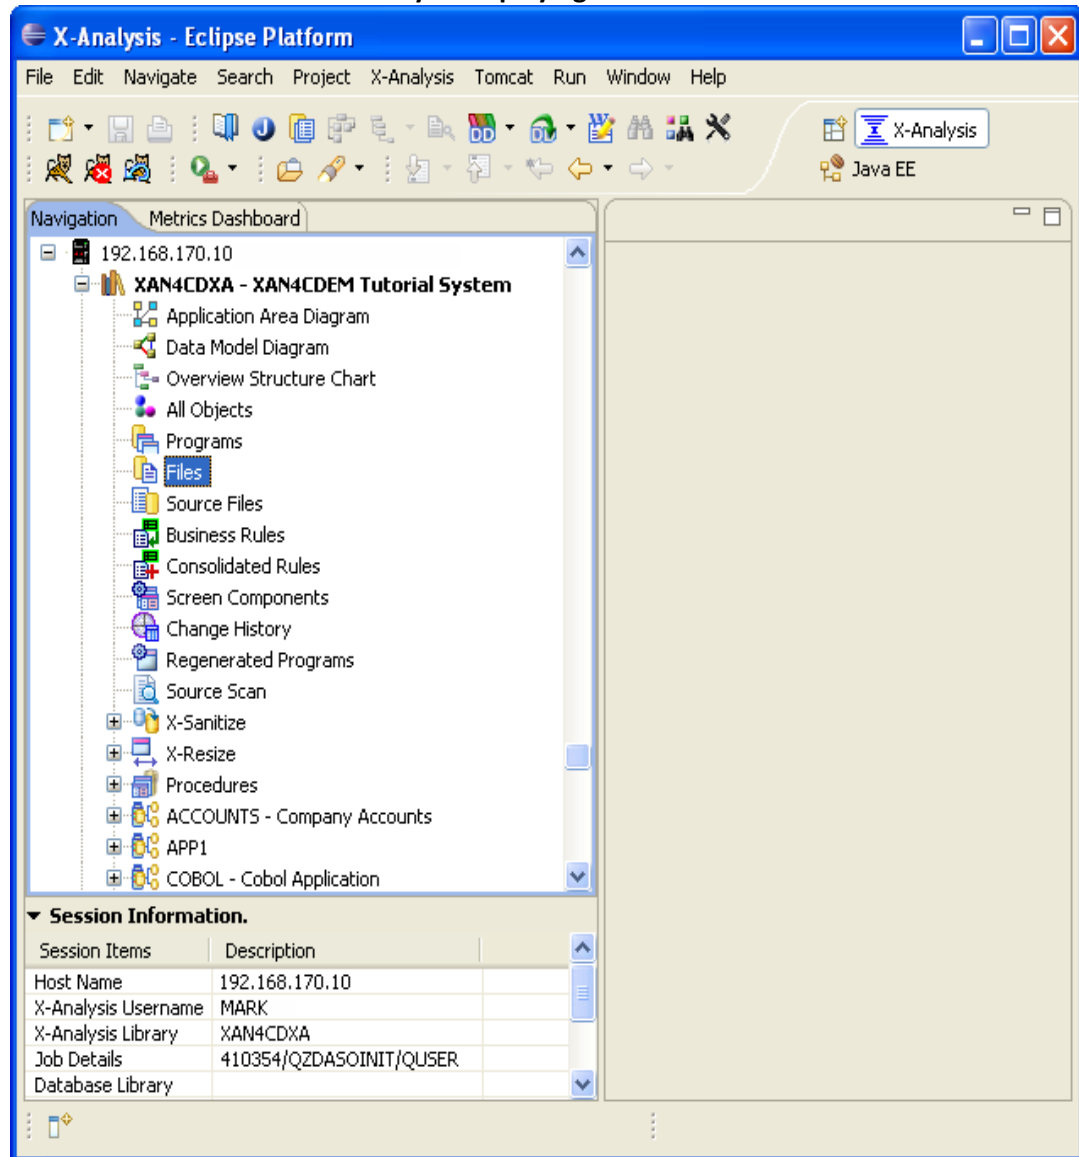 X-Analysis - Eclipse Platform
File Edit Navigate Search Project X-Analysis Tomcat Run Window Help
DD
X-Analysis
Java EE
Navigation Metrics Dashboard
192.168.170.10
XAN4CDXA - XAN4CDEM Tutorial System
Application Area Diagram
Data Model Diagram
Overview Structure Chart
All Objects
Programs
Files
Source Files
Business Rules
Consolidated Rules
Screen Components
Change History
Regenerated Programs
Source Scan
X-Sanitize
X-Resize
Procedures
ACCOUNTS - Company Accounts
APP1
COBOL - Cobol Application
Session Information.
Session Items Description
Host Name 192.168.170.10
X-Analysis Username MARK
X-Analysis Library XAN4CDXA
Job Details 410354/QZDASOINIT/QUSER
Database Library